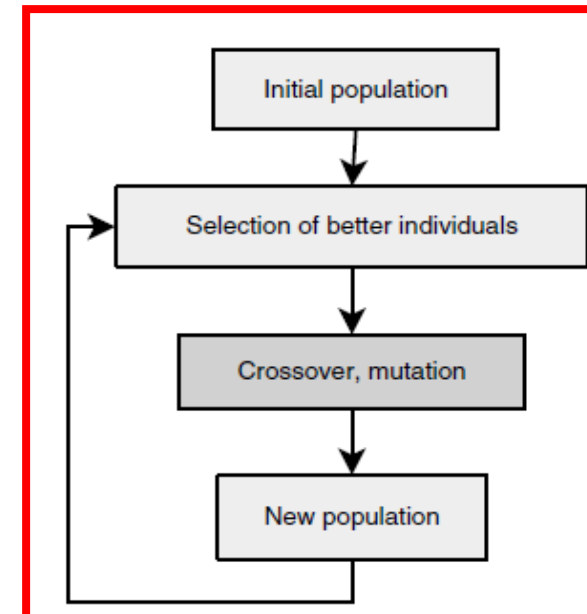 Initial population
Selection of better individuals
Crossover, mutation
New population